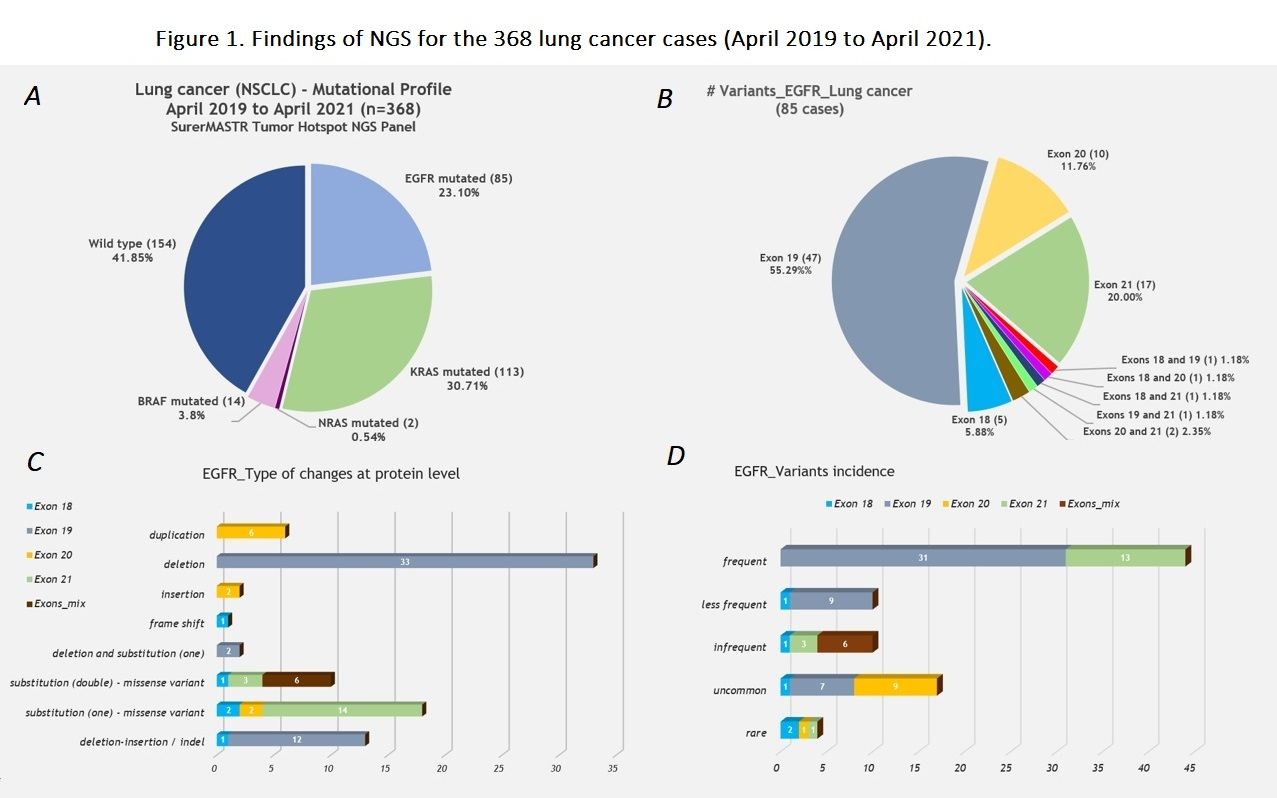 Figure 1. Findings of NGS for the 368 lung cancer cases (April 2019 to April 2021).
A
Lung cancer (NSCLC) - Mutational Profile
April 2019 to April 2021 (n=368)
SurerMASTR Tumor Hotspot NGS Panel
EGFR mutated (85)
23.10%
Wild type (154)
41.85%
KRAS mutated (113)
30.71%
BRAF mutated (14)
3.8%
NRAS mutated (2)
0.54%
B
# Variants_EGFR_Lung cancer
(85 cases)
Exon 20 (10)
11.76%
Exon 19 (47)
55.29%%
Exon 21 (17)
20.00%
Exons 18 and 19 (1) 1.18%
Exons 18 and 20 (1) 1.18%
Exons 18 and 21 (1) 1.18%
Exons 19 and 21 (1) 1.18%
Exons 20 and 21 (2) 2.35%
Exon 18 (5)
5.88%
C
EGFR_Type of changes at protein level
Exon 18
Exon 19
Exon 20
Exon 21
Exons_mix
duplication
6
deletion
33
insertion
2
frame shift
1
deletion and substitution (one)
2
substitution (double) - missense variant
1 3 6
substitution (one) - missense variant
2 2 14
deletion-insertion / indel
1 12
0 5 10 15 20 25 30 35
D
EGFR_Variants incidence
Exon 18 Exon 19 Exon 20 Exon 21 Exons_mix
frequent
31 13
less frequent
1 9
infrequent
1 3 6
uncommon
1 7 9
rare
2 1 1
0 5 10 15 20 25 30 35 40 45